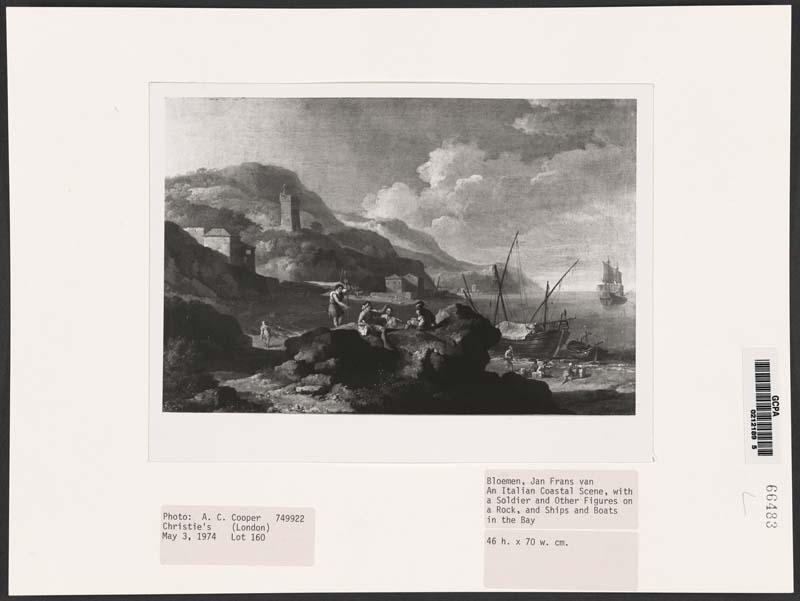 GCPA
0212189 5
66483
Bloemen, Jan Frans van
An Italian Coastal Scene, with
a Soldier and Other Figures on
a Rock, and Ships and Boats
in the Bay
46 h. x 70 w. cm.
Photo: A. C. Cooper 749922
Christie's (London)
May 3, 1974 Lot 160